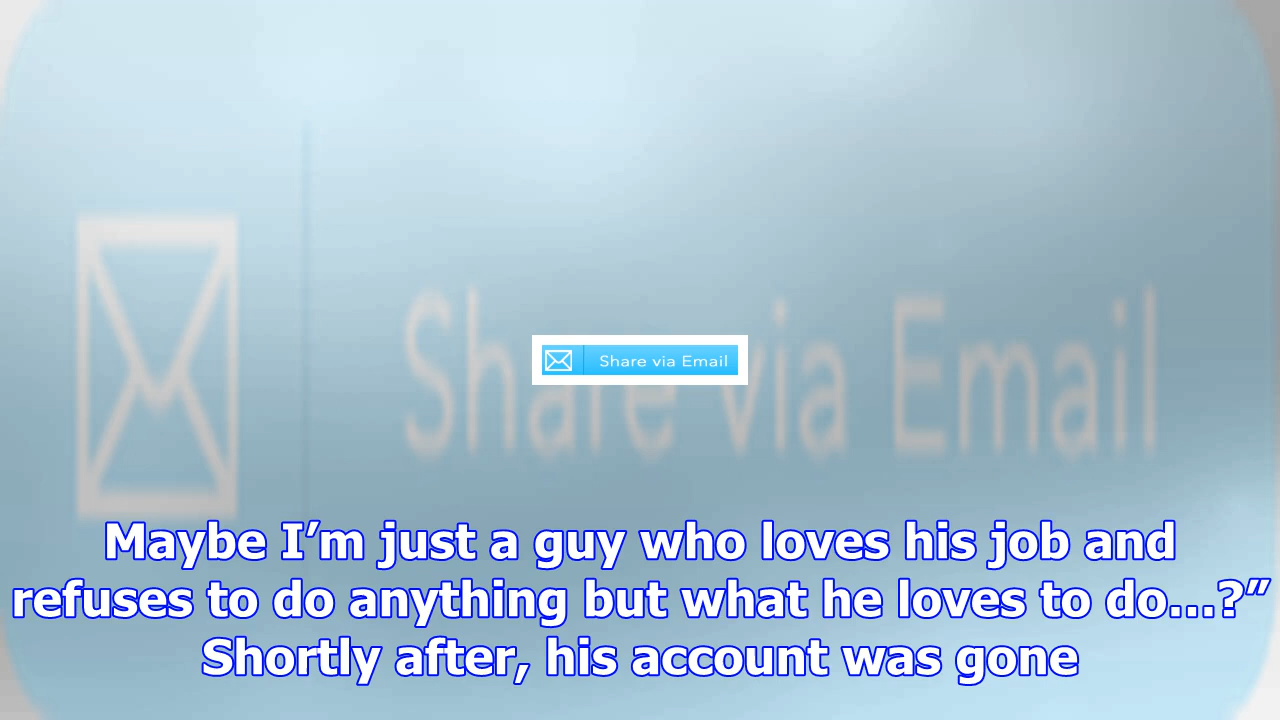 Share via Email
Share via Email
Maybe I’m just a guy who loves his job and
refuses to do anything but what he loves to do...?”
Shortly after, his account was gone